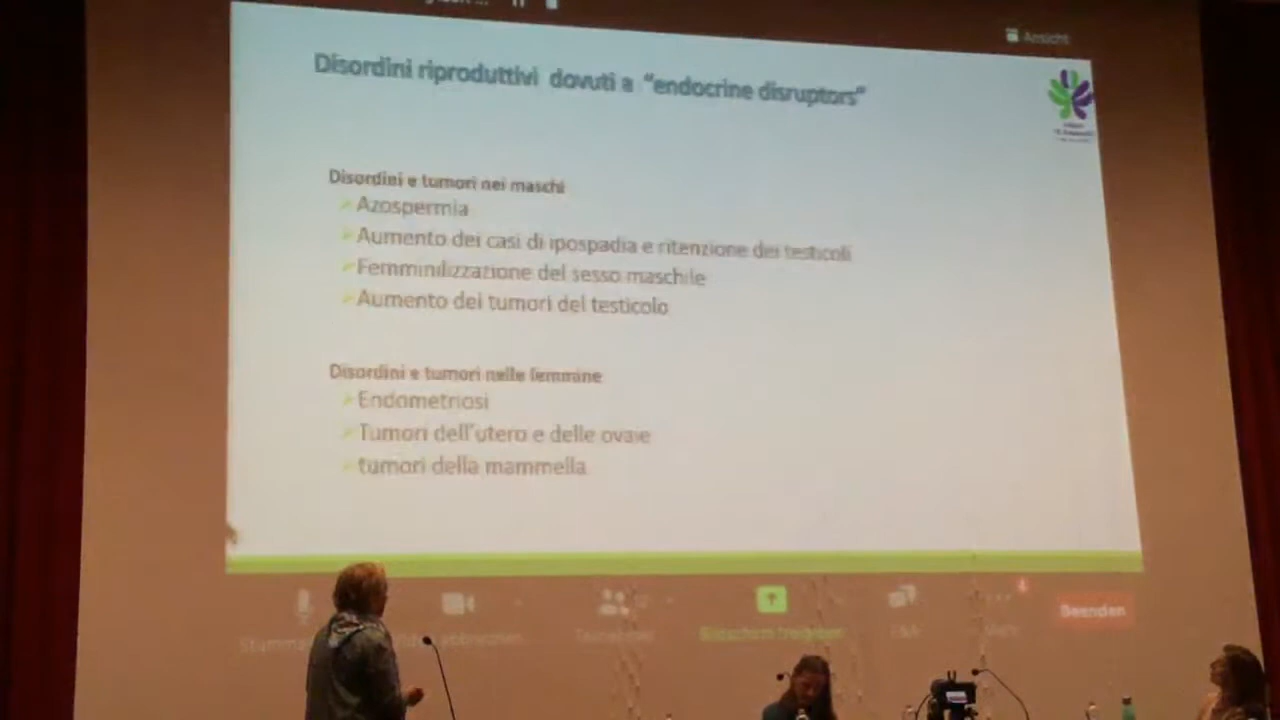 Ansicht
Disordini riproduttivi dovuti a "endocrine disruptors"
Disordini e tumori nei maschi
Azospermia
Aumento dei casi di ipospadia e ritenzione dei testicoli
Femminilizzazione del sesso maschile
Aumento dei tumori del testicolo
Disordini e tumori nelle femmine
Endometriosi
Tumori dell'utero e delle ovaie
tumori della mammella
Beenden